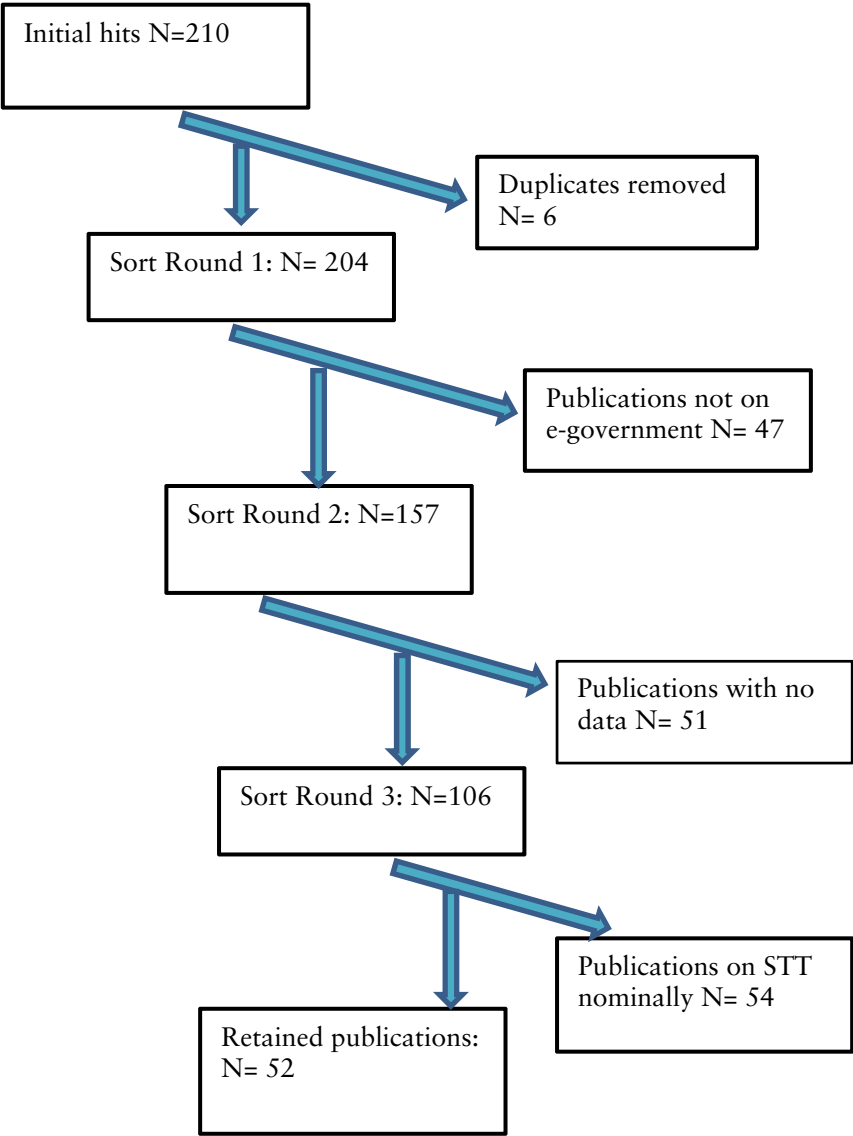 Initial hits N=210
Duplicates removed
N= 6
Sort Round 1: N= 204
Publications not on
e-government N= 47
Sort Round 2: N=157
Publications with no
data N= 51
Sort Round 3: N=106
Publications on STT
nominally N= 54
Retained publications:
N= 52